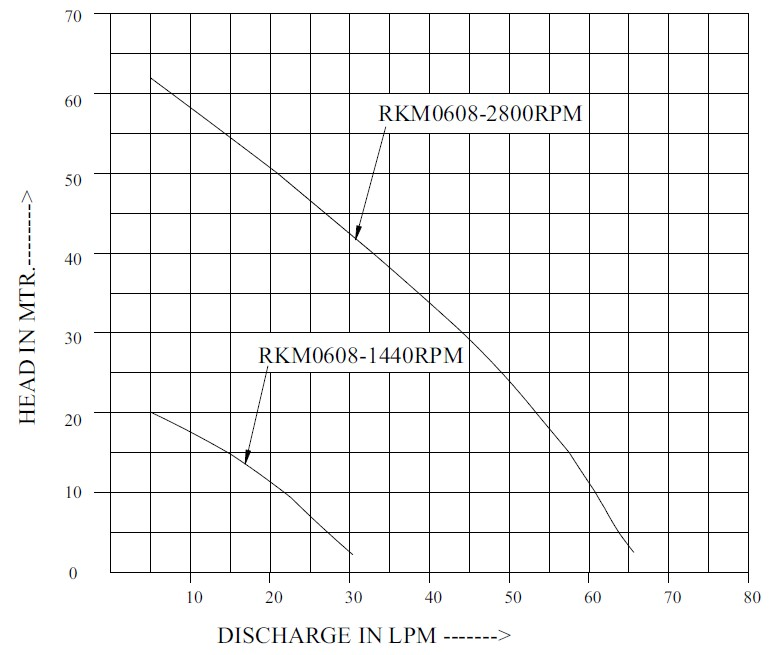 70
60
RKM0608-2800RPM
50
40
30
RKM0608-1440RPM
20
10
0
HEAD IN MTR.--------->
10 20 30 40 50 60 70 80
DISCHARGE IN LPM ------->